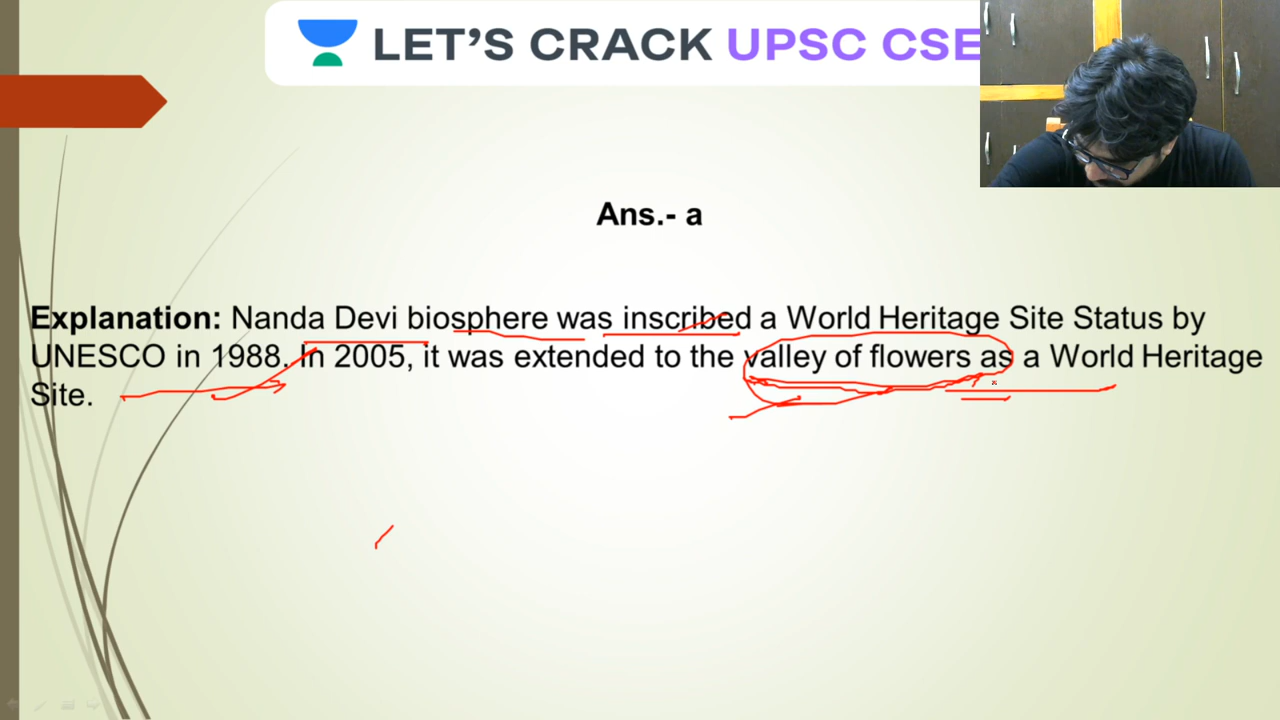 LET'S CRACK UPSC CSE
Ans.- a
Explanation: Nanda Devi biosphere was inscribed a World Heritage Site Status by
UNESCO in 1988. In 2005, it was extended to the valley of flowers as a World Heritage
Site.